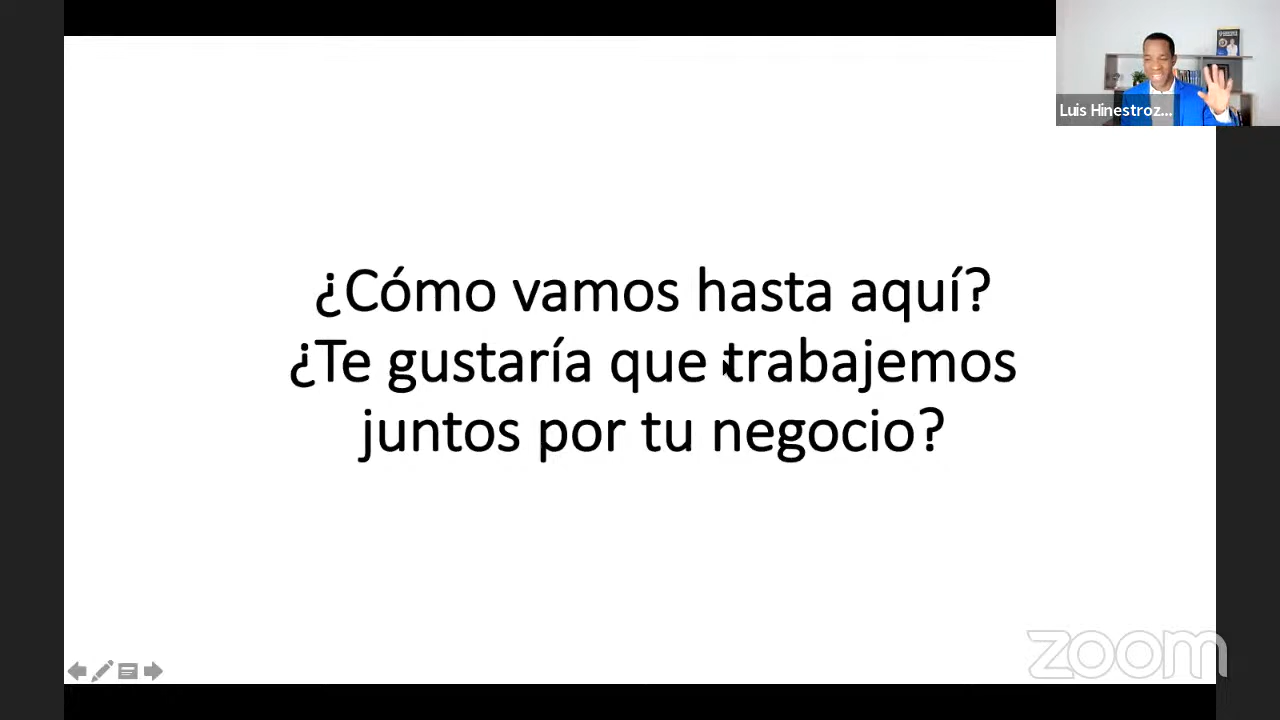 Luis Hinestroz...
¿Cómo vamos hasta aquí?
¿Te gustaría que trabajemos
juntos por tu negocio?
zoom